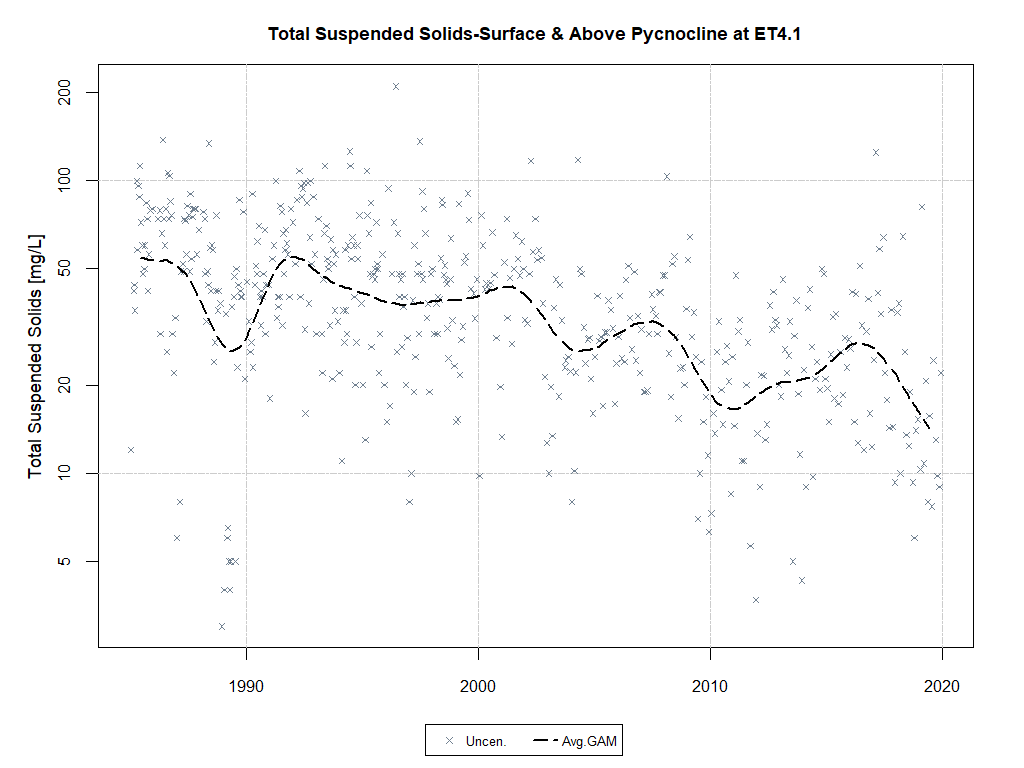 Total Suspended Solids-Surface & Above Pycnocline at ET4.1
Total Suspended Solids [mg/L]
200
100
50
20
10
5
1990
2000
2010
2020
Uncen.
Avg.GAM